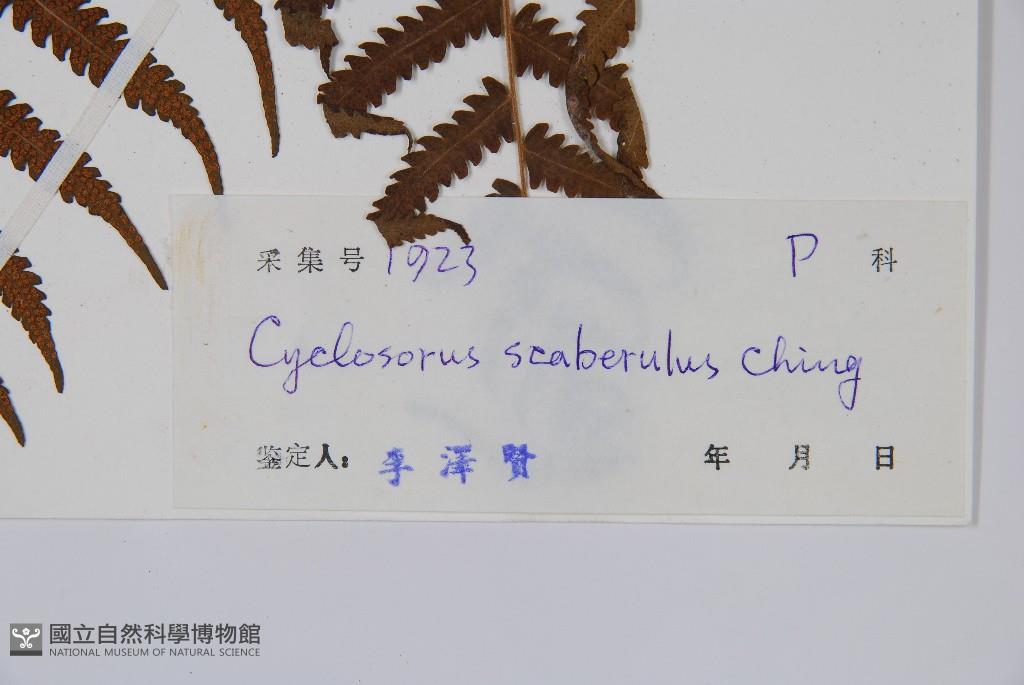 采集号 1923 P 科
Cyclosorus scaberulus Ching
鉴定人: 李泽賢 年 月 日
國立自然科學博物館
NATIONAL MUSEUM OF NATURAL SCIENCE